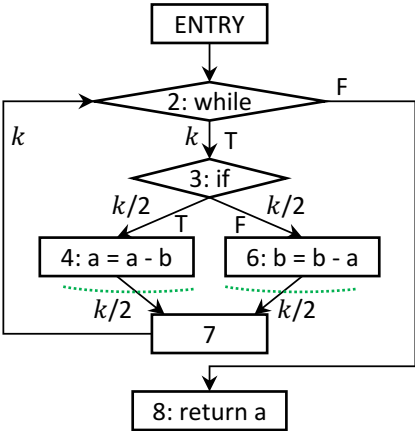 ENTRY
2: while
F
k
k
T
3: if
k/2
k/2
T
F
4: a = a - b
6: b = b - a
k/2
k/2
7
8: return a